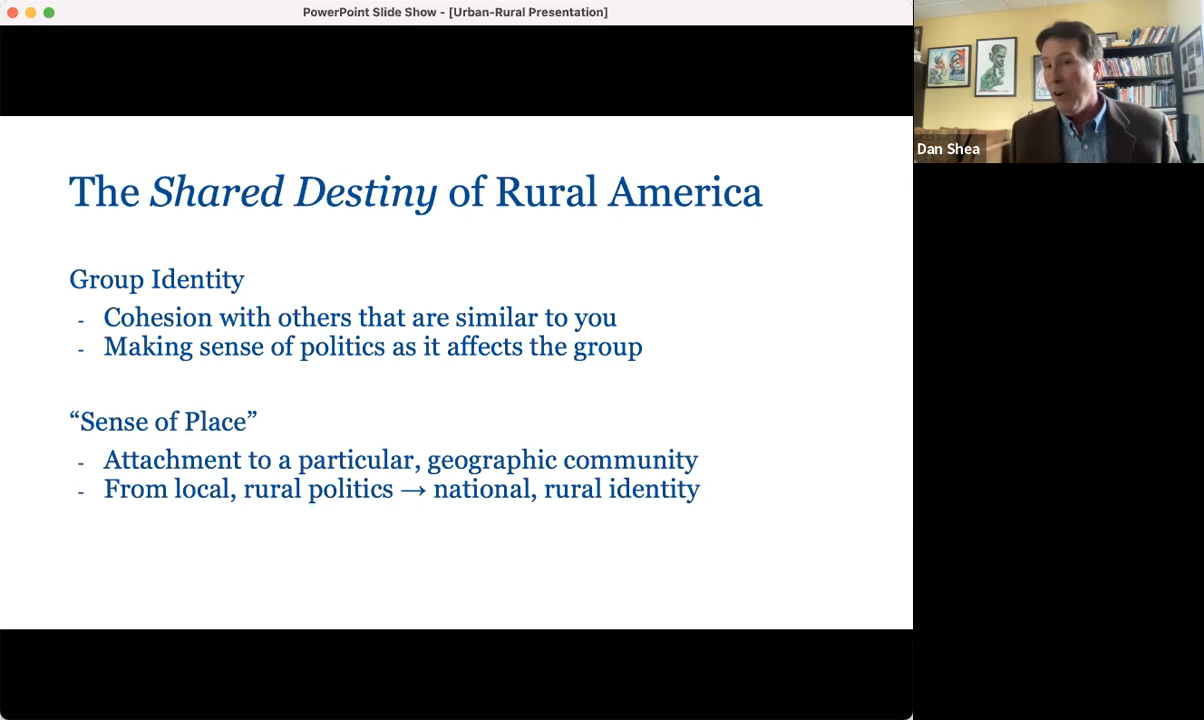 PowerPoint Slide Show - [Urban-Rural Presentation]
The Shared Destiny of Rural America
Group Identity
- Cohesion with others that are similar to you
- Making sense of politics as it affects the group
“Sense of Place”
- Attachment to a particular, geographic community
- From local, rural politics → national, rural identity
Dan Shea